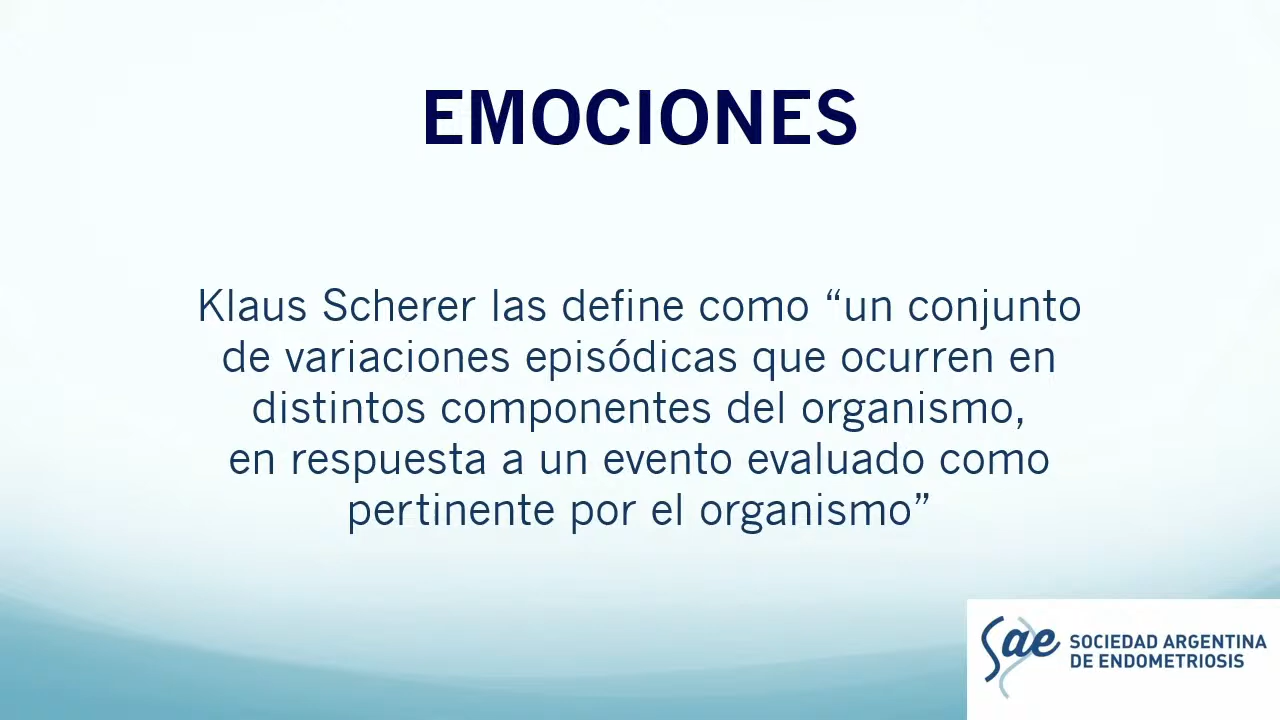 EMOCIONES
Klaus Scherer las define como “un conjunto
de variaciones episódicas que ocurren en
distintos componentes del organismo,
en respuesta a un evento evaluado como
pertinente por el organismo”
Sae
SOCIEDAD ARGENTINA
DE ENDOMETRIOSIS